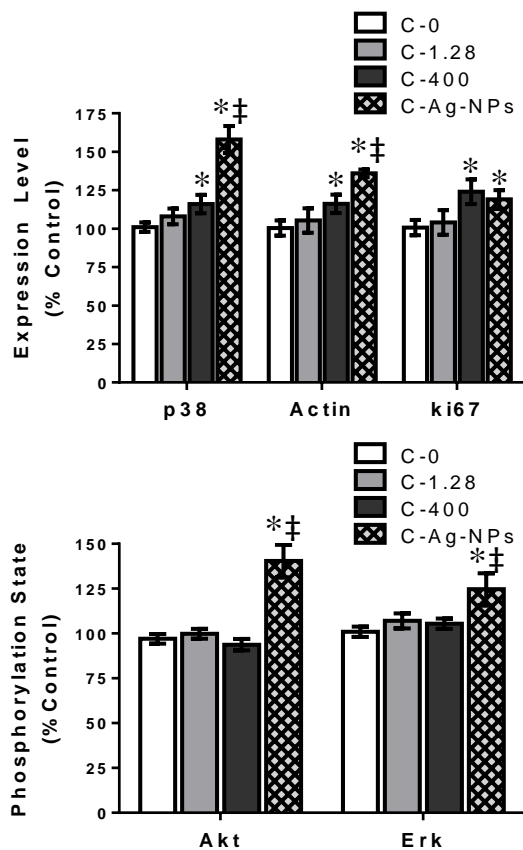 C-0
C-1.28
C-400
C-Ag-NPs
Expression Level
(% Control)
175
150
125
100
75
50
25
0
*‡
*
*‡
*
*
*
p38 Actin ki67
C-0
C-1.28
C-400
C-Ag-NPs
Phosphorylation State
(%Control)
150
125
100
75
50
25
0
*‡
*‡
Akt Erk